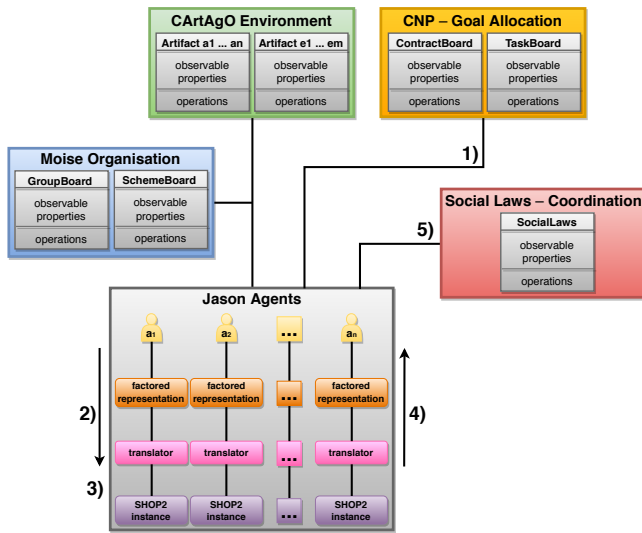 CArtAgO Environment
Artifact a1 ... an
observable
properties
operations
Artifact e1 ... em
observable
properties
operations
CNP – Goal Allocation
ContractBoard
observable
properties
operations
TaskBoard
observable
properties
operations
1)
Moise Organisation
GroupBoard
observable
properties
operations
SchemeBoard
observable
properties
operations
Social Laws – Coordination
SocialLaws
observable
properties
operations
5)
Jason Agents
a1 a2 ... an
factored
representation
factored
representation
...
factored
representation
2)
4)
translator translator ... translator
3)
SHOP2
instance
SHOP2
instance
...
SHOP2
instance